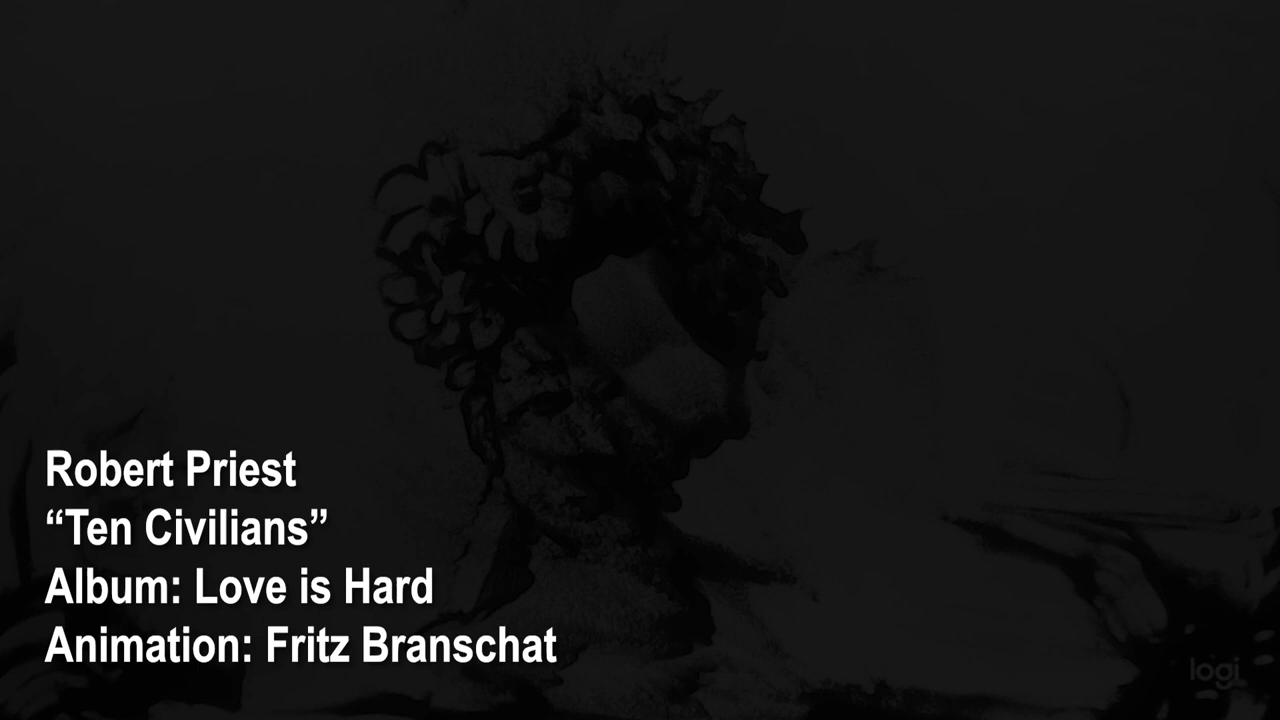 Robert Priest
“Ten Civilians”
Album: Love is Hard
Animation: Fritz Branschat
logi